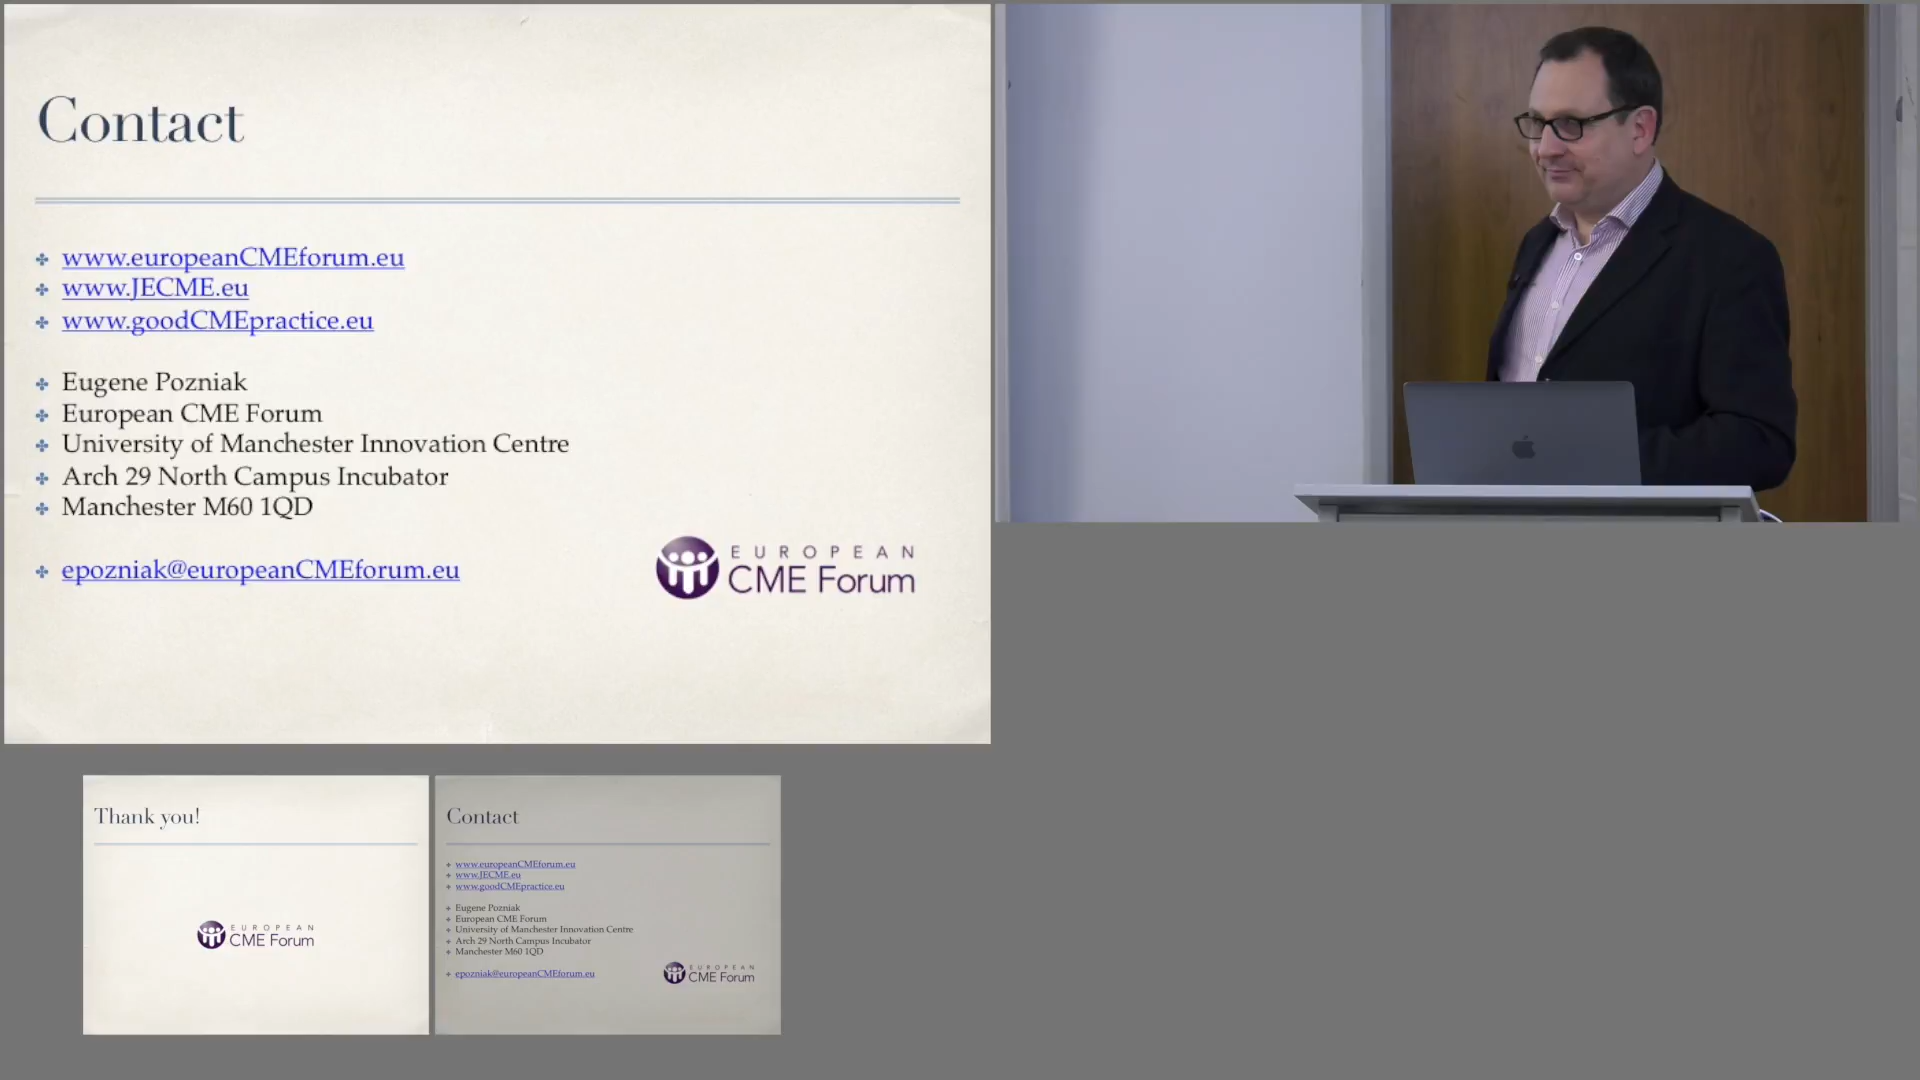 Contact
www.europeanCMEforum.eu
www.JECME.eu
www.goodCMEpractice.eu
Eugene Pozniak
European CME Forum
University of Manchester Innovation Centre
Arch 29 North Campus Incubator
Manchester M60 1QD
epozniak@europeanCMEforum.eu
EUROPEAN
CME Forum
Thank you!
EUROPEAN
CME Forum
Contact
www.europeanCMEforum.eu
www.JECME.eu
www.goodCMEpractice.eu
Eugene Pozniak
European CME Forum
University of Manchester Innovation Centre
Arch 29 North Campus Incubator
Manchester M60 1QD
epozniak@europeanCMEforum.eu
EUROPEAN
CME Forum